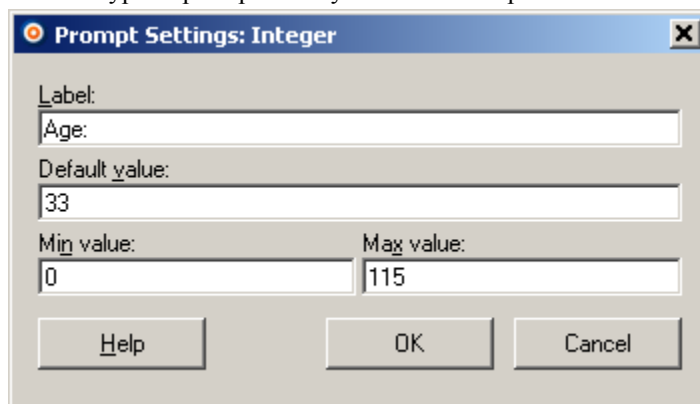 Prompt Settings: Integer
Label:
Age:
Default value:
33
Min value: Max value:
0 115
Help OK Cancel